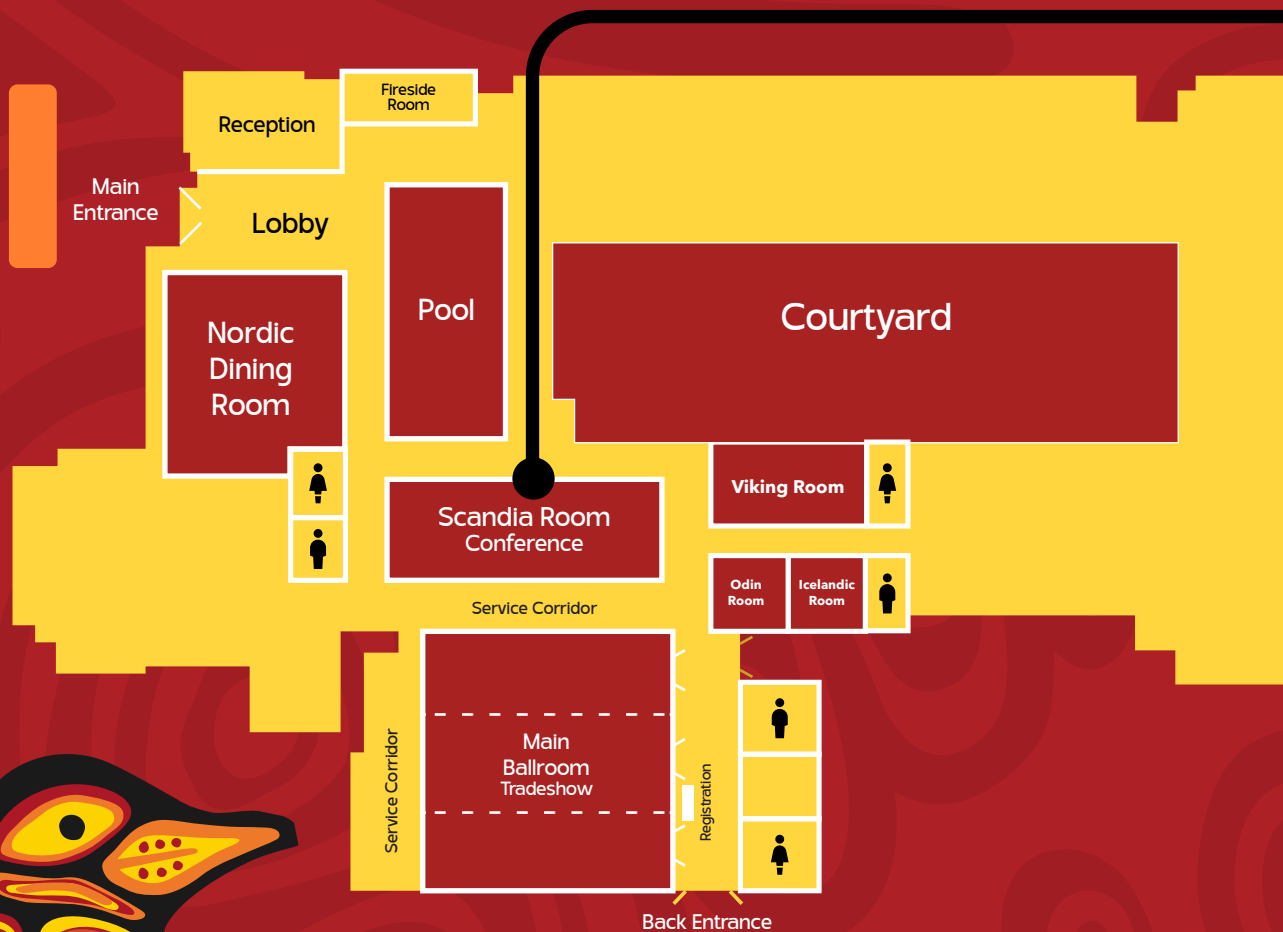 Fireside
Room
Reception
Main
Entrance
Lobby
Pool
Courtyard
Nordic
Dining
Room
Viking Room
Scandia Room
Conference
Odin
Room
Icelandic
Room
Service Corridor
Main
Ballroom
Tradeshow
Service Corridor
Registration
Back Entrance